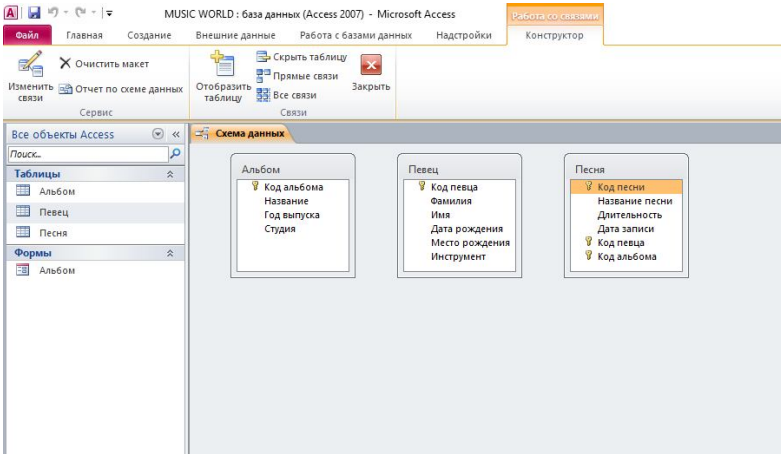 MUSIC WORLD : база данных (Access 2007) - Microsoft Access
Работа со связями
Файл Главная Создание Внешние данные Работа с базами данных Надстройки Конструктор
Изменить связи
Очистить макет
Отчет по схеме данных
Сервис
Отобразить таблицу
Скрыть таблицу
Прямые связи
Все связи
Закрыть
Связи
Все объекты Access
Поиск...
Таблицы
Альбом
Певец
Песня
Формы
Альбом
Схема данных
Альбом
Код альбома
Название
Год выпуска
Студия
Певец
Код певца
Фамилия
Имя
Дата рождения
Место рождения
Инструмент
Песня
Код песни
Название песни
Длительность
Дата записи
Код певца
Код альбома